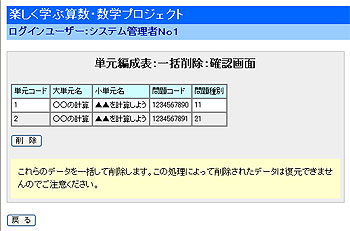 楽しく学ぶ算数・数学プロジェクト
ログインユーザー:システム管理者No1
単元編成表:一括削除:確認画面
単元コード 大単元名 小単元名 問題コード 問題種別
1 〇〇の計算 ▲▲を計算しよう 1234567890 11
2 〇〇の計算 ▲▲を計算しよう 1234567891 21
削 除
これらのデータを一括して削除します。この処理によって削除されたデータは復元できませ
んのでご注意ください。
戻 る